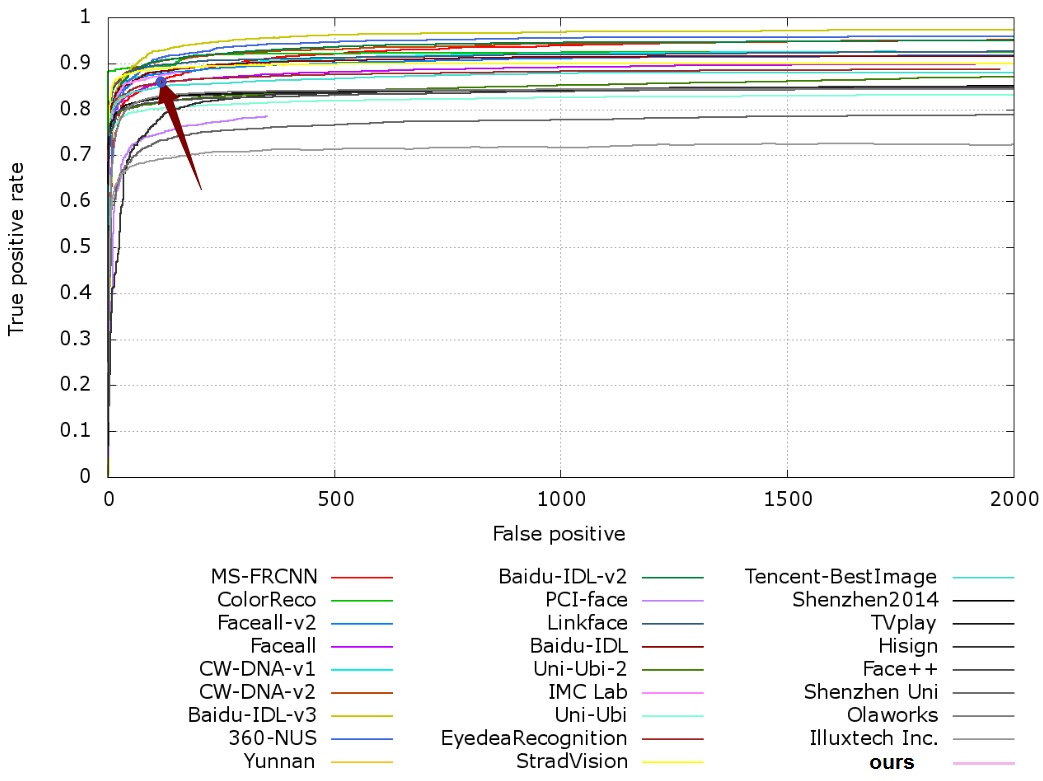 1
0.9
0.8
0.7
0.6
0.5
0.4
0.3
0.2
0.1
0
True positive rate
0 500 1000 1500 2000
False positive
MS-FRCNN Baidu-IDL-v2 Tencent-BestImage
ColorReco PCI-face Shenzhen2014
Faceall-v2 Linkface TVplay
Faceall Baidu-IDL Hisign
CW-DNA-v1 Uni-Ubi-2 Face++
CW-DNA-v2 IMC Lab Shenzhen Uni
Baidu-IDL-v3 Uni-Ubi Olaworks
360-NUS EyedeaRecognition Illuxtech Inc.
Yunnan StradVision ours